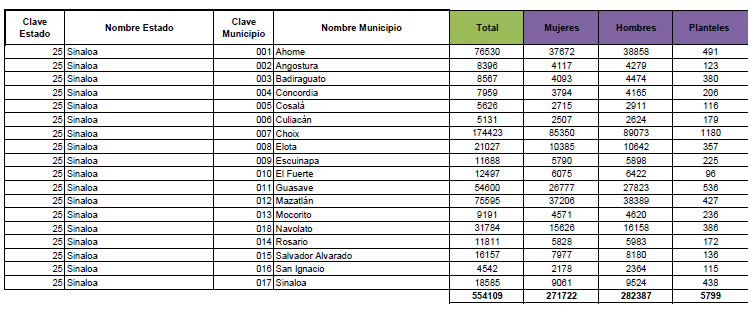 Clave Estado Nombre Estado Clave Municipio Nombre Municipio Total Mujeres Hombres Planteles
25 Sinaloa 001 Ahome 76530 37672 38858 491
25 Sinaloa 002 Angostura 8396 4117 4279 123
25 Sinaloa 003 Badiraguato 8567 4093 4474 380
25 Sinaloa 004 Concordia 7959 3794 4165 206
25 Sinaloa 005 Cosalá 5626 2715 2911 116
25 Sinaloa 006 Culiacán 5131 2507 2624 179
25 Sinaloa 007 Choix 174423 85350 89073 1180
25 Sinaloa 008 Elota 21027 10385 10642 357
25 Sinaloa 009 Escuinapa 11688 5790 5898 225
25 Sinaloa 010 El Fuerte 12497 6075 6422 96
25 Sinaloa 011 Guasave 54600 26777 27823 536
25 Sinaloa 012 Mazatlán 75595 37206 38389 427
25 Sinaloa 013 Mocorito 9191 4571 4620 236
25 Sinaloa 018 Navolato 31784 15626 16158 386
25 Sinaloa 014 Rosario 11811 5828 5983 172
25 Sinaloa 015 Salvador Alvarado 16157 7977 8180 136
25 Sinaloa 016 San Ignacio 4542 2178 2364 115
25 Sinaloa 017 Sinaloa 18585 9061 9524 438
554109 271722 282387 5799